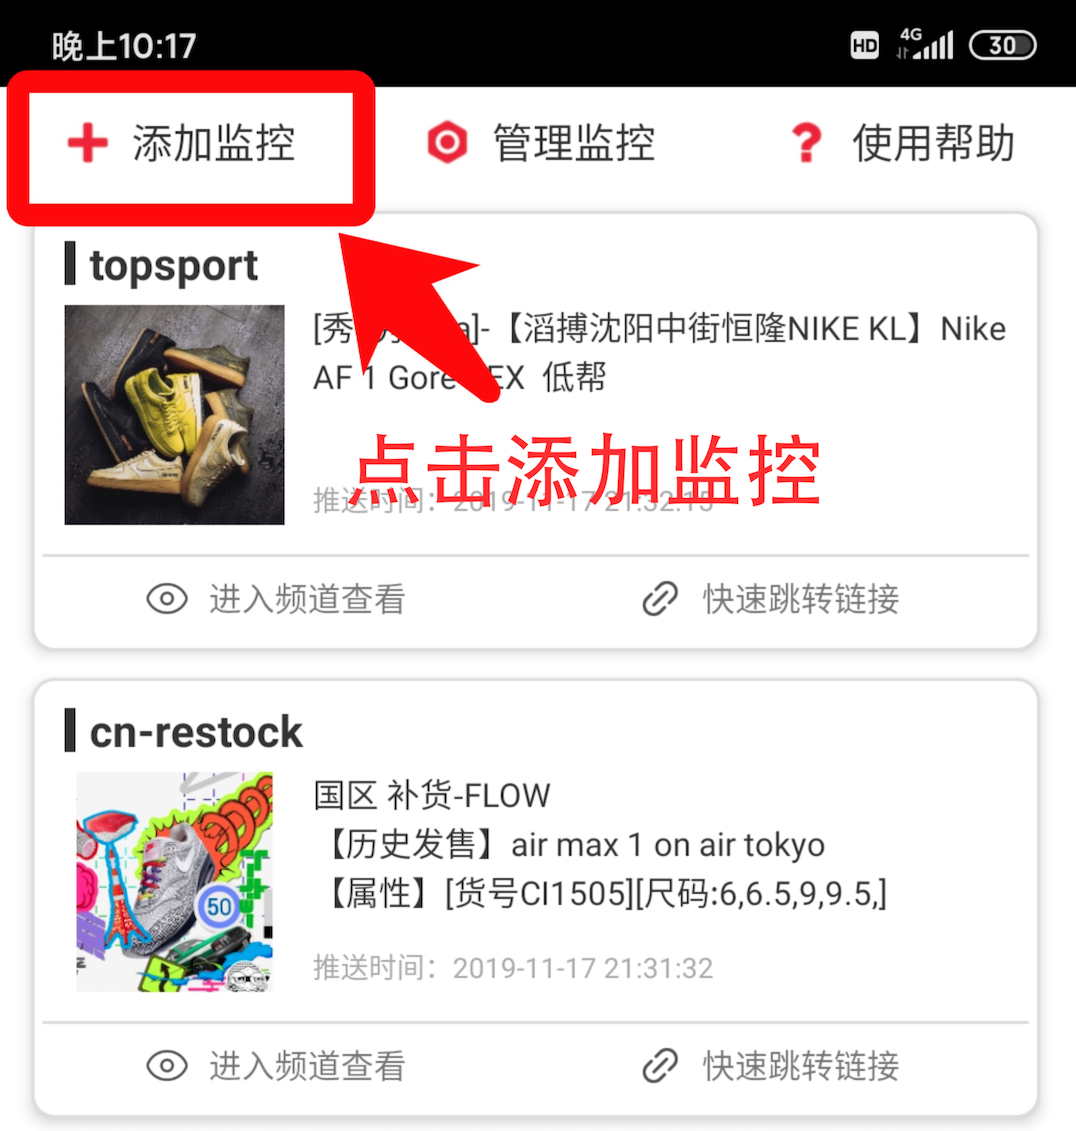 晚上10:17
HD 4G 30
添加监控 管理监控 使用帮助
topsport
[秀 a]-【滔搏沈阳中街恒隆NIKE KL】Nike
AF 1 Gore EX 低帮
点击添加监控
推送时间：2019-11-17 21:32:15
进入频道查看 快速跳转链接
cn-restock
国区 补货-FLOW
【历史发售】air max 1 on air tokyo
【属性】[货号CI1505][尺码:6,6.5,9,9.5,]
50
推送时间：2019-11-17 21:31:32
进入频道查看 快速跳转链接